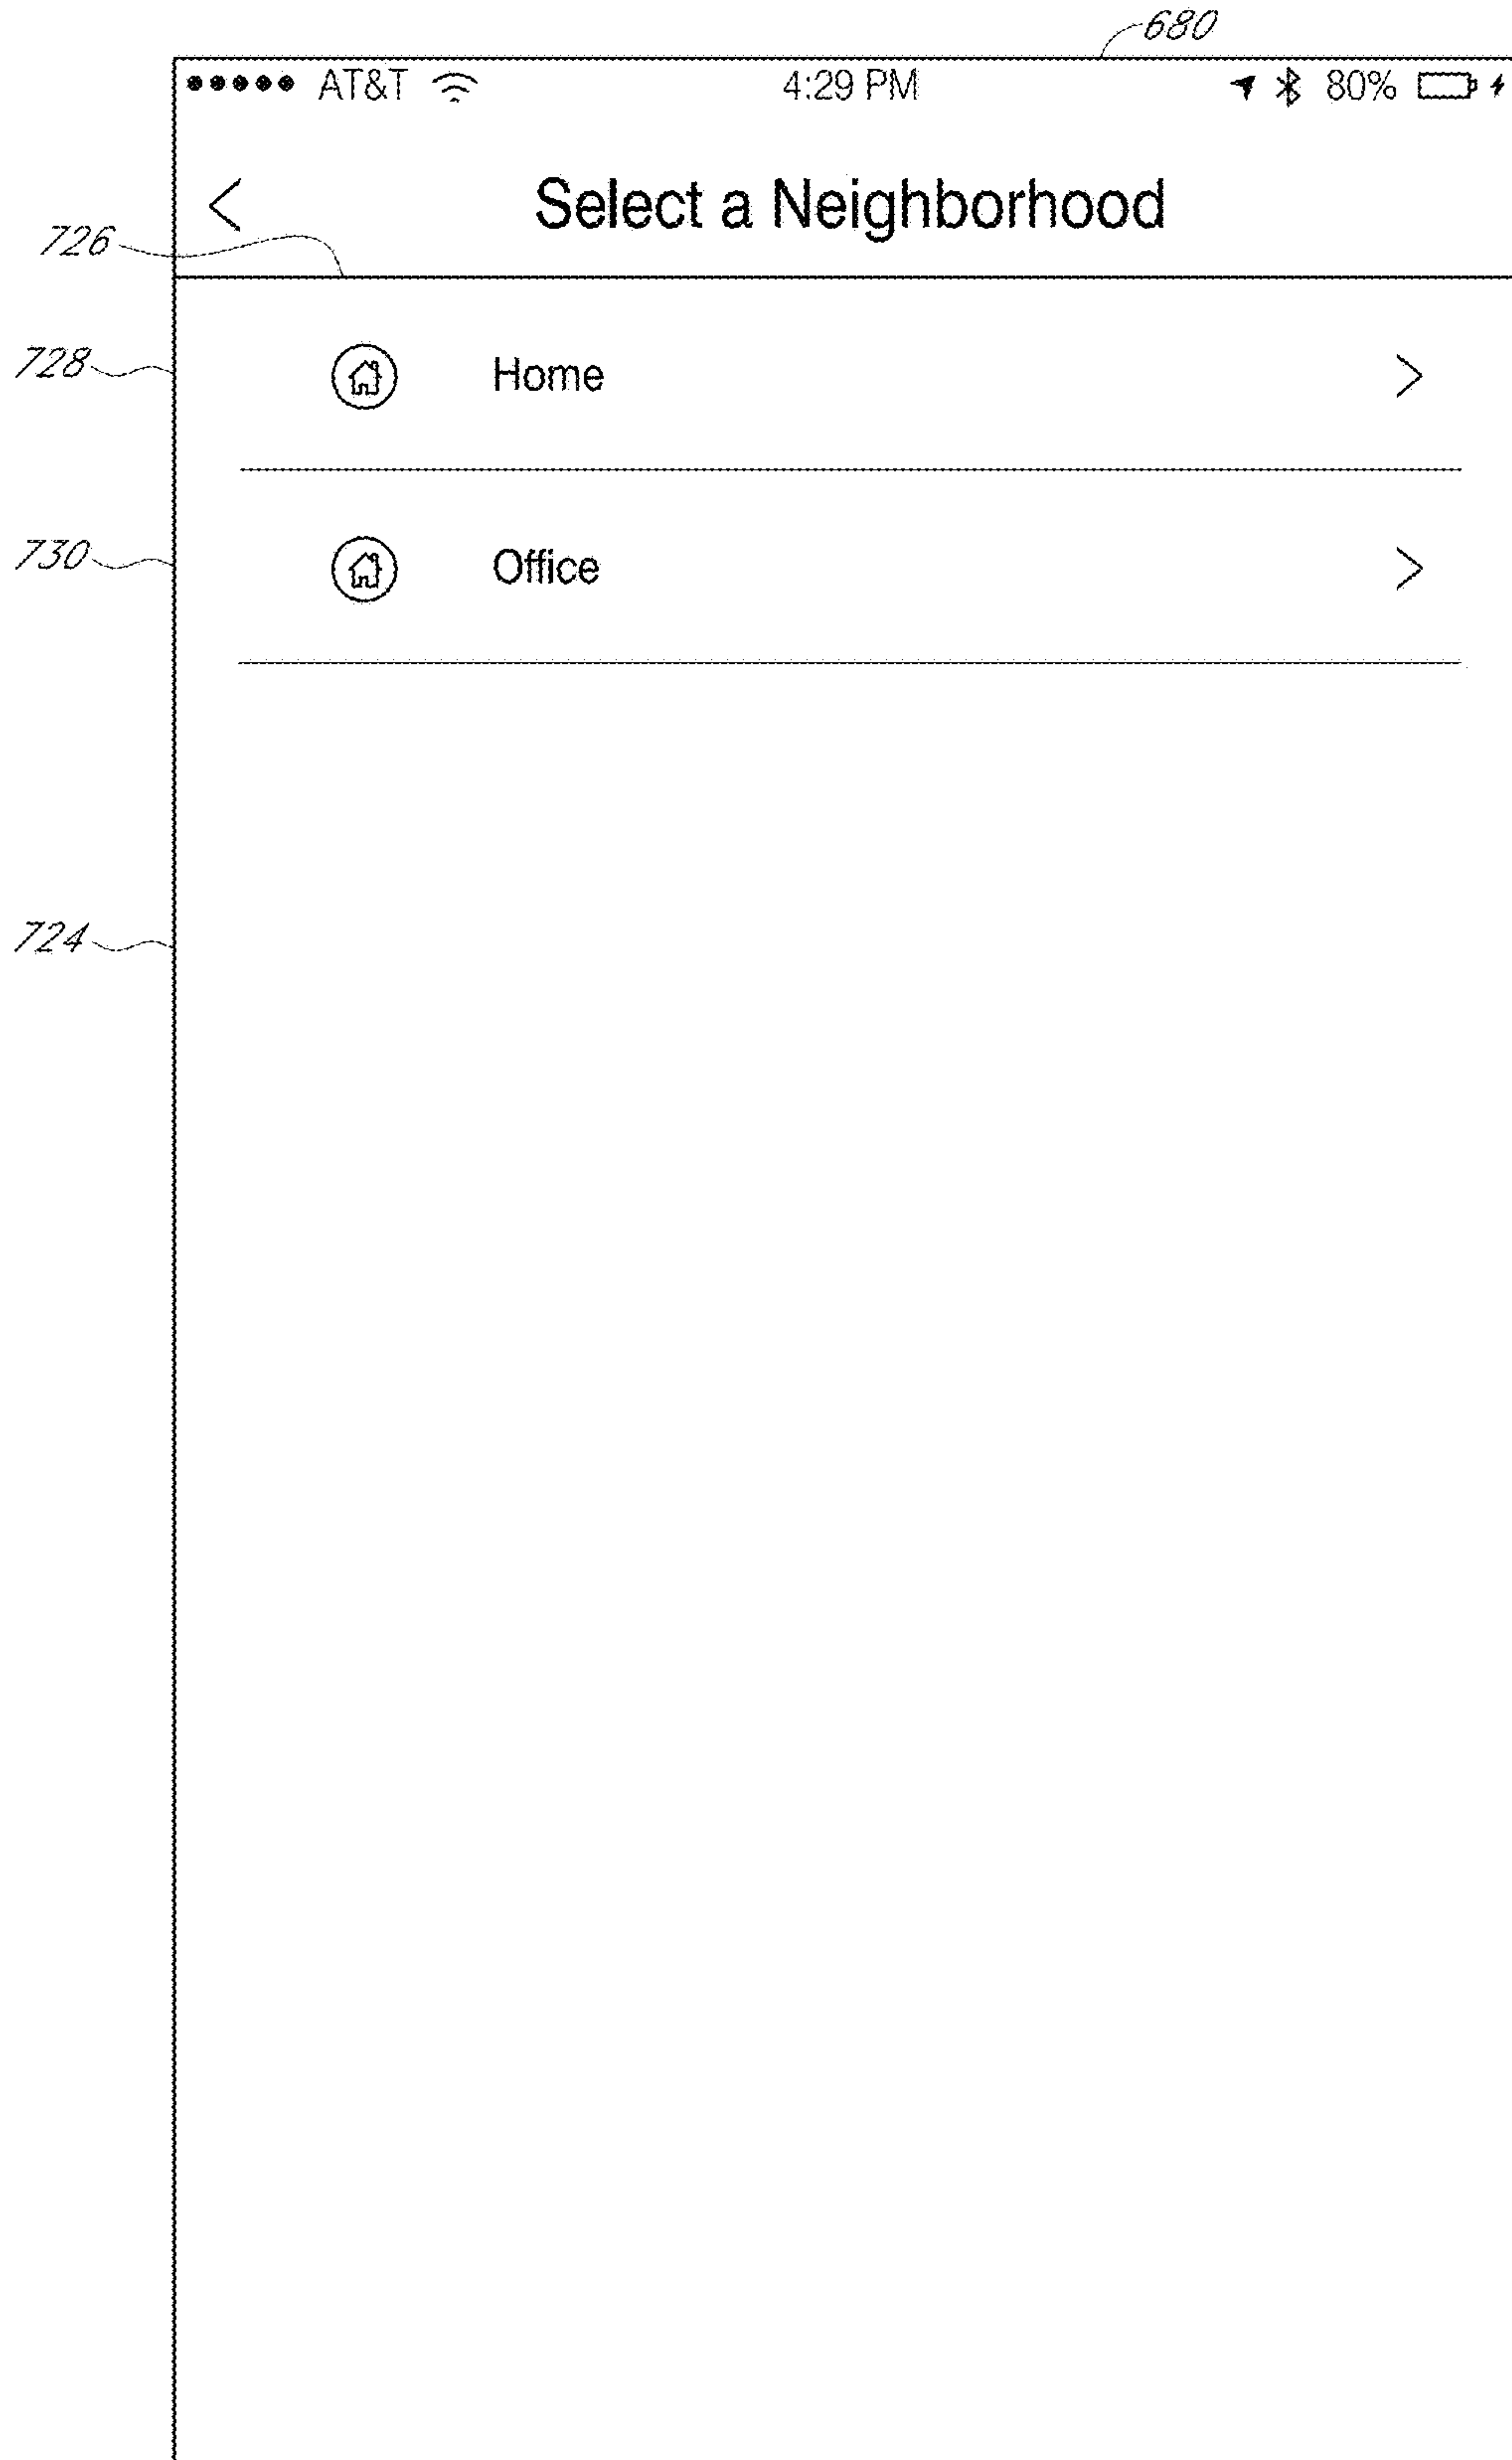 680
AT&T 4:29 PM 80%
Select a Neighborhood
726
728 Home
730 Office
724